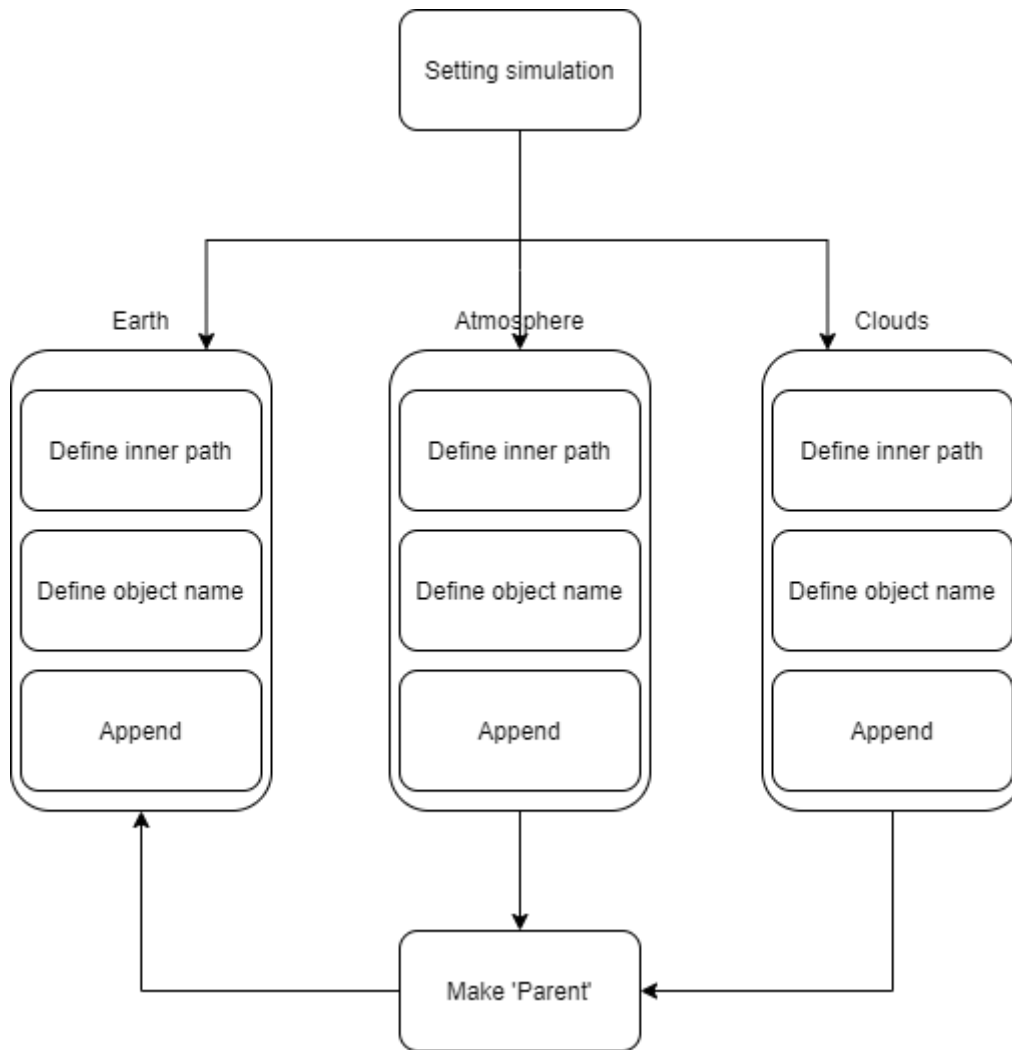 Setting simulation
Earth
Atmosphere
Clouds
Define inner path
Define inner path
Define inner path
Define object name
Define object name
Define object name
Append
Append
Append
Make 'Parent'